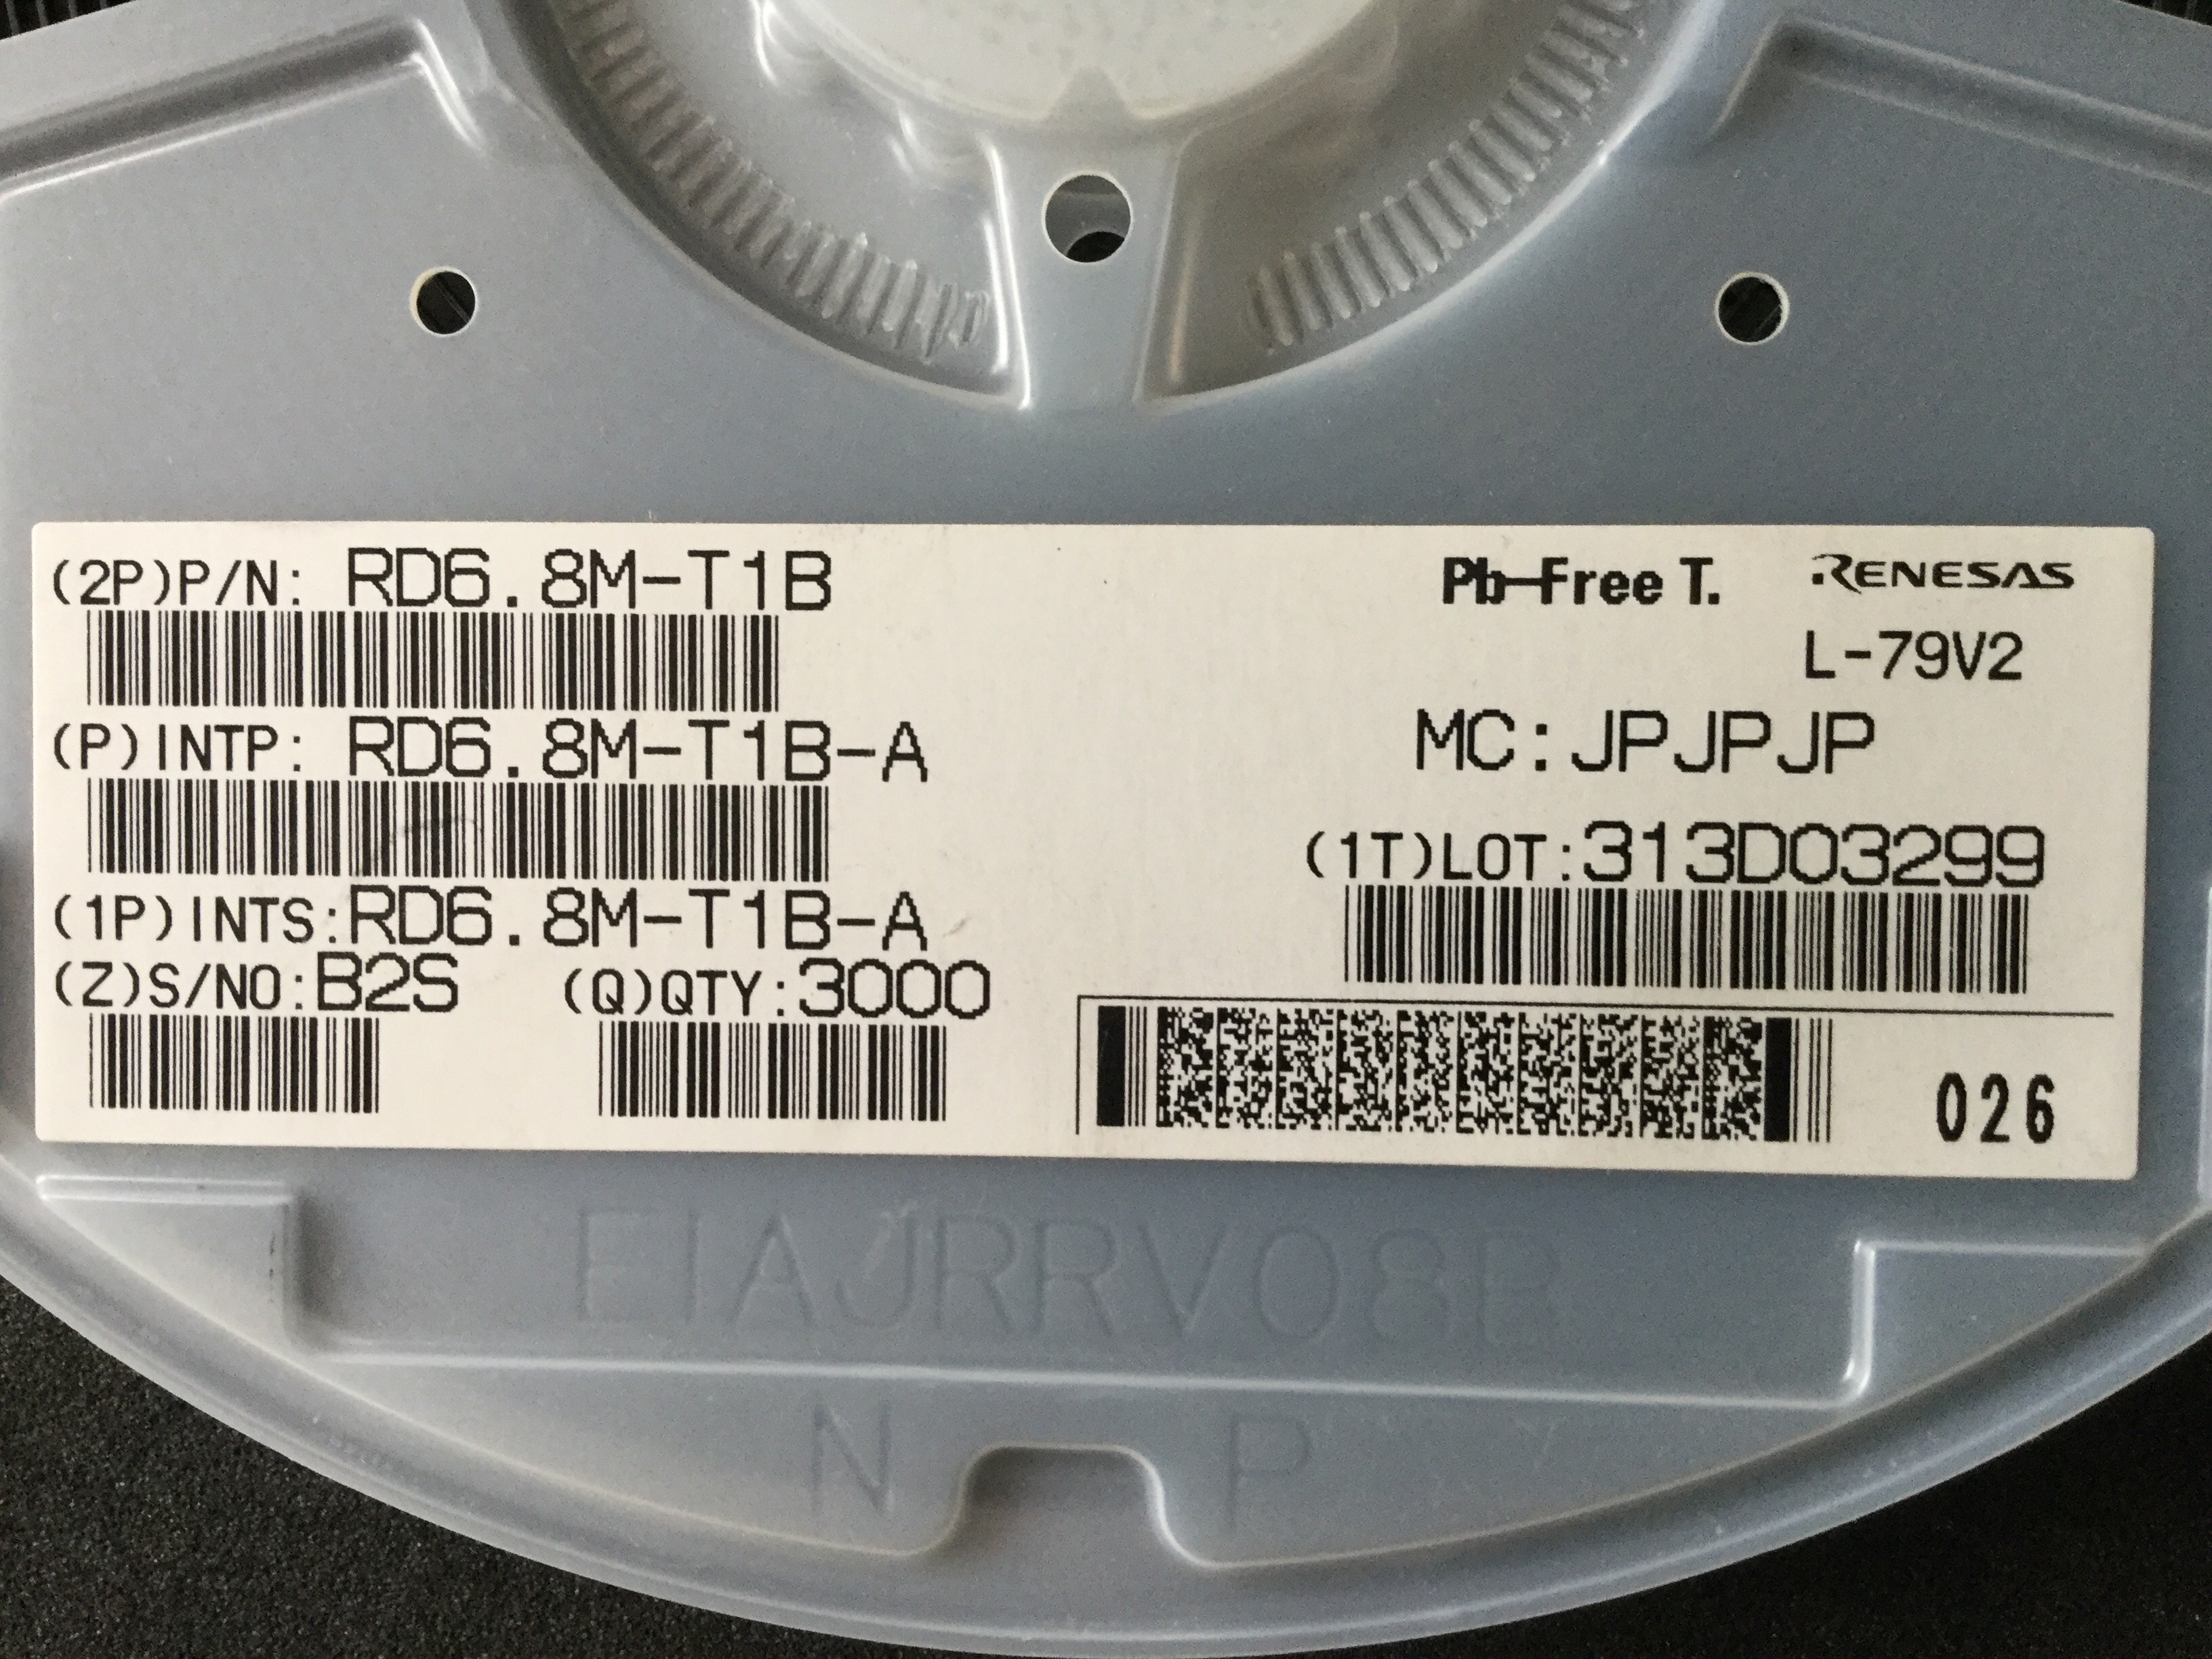 (2P)P/N: RD6.8M-T1B
Pb-Free T.
RENESAS
L-79V2
(P)INTP: RD6.8M-T1B-A
MC:JPJPJP
(1T)LOT:313D03299
(1P)INTS:RD6.8M-T1B-A
(Z)S/NO:B2S (Q)QTY:3000
026
EIAJRRV08B
N P